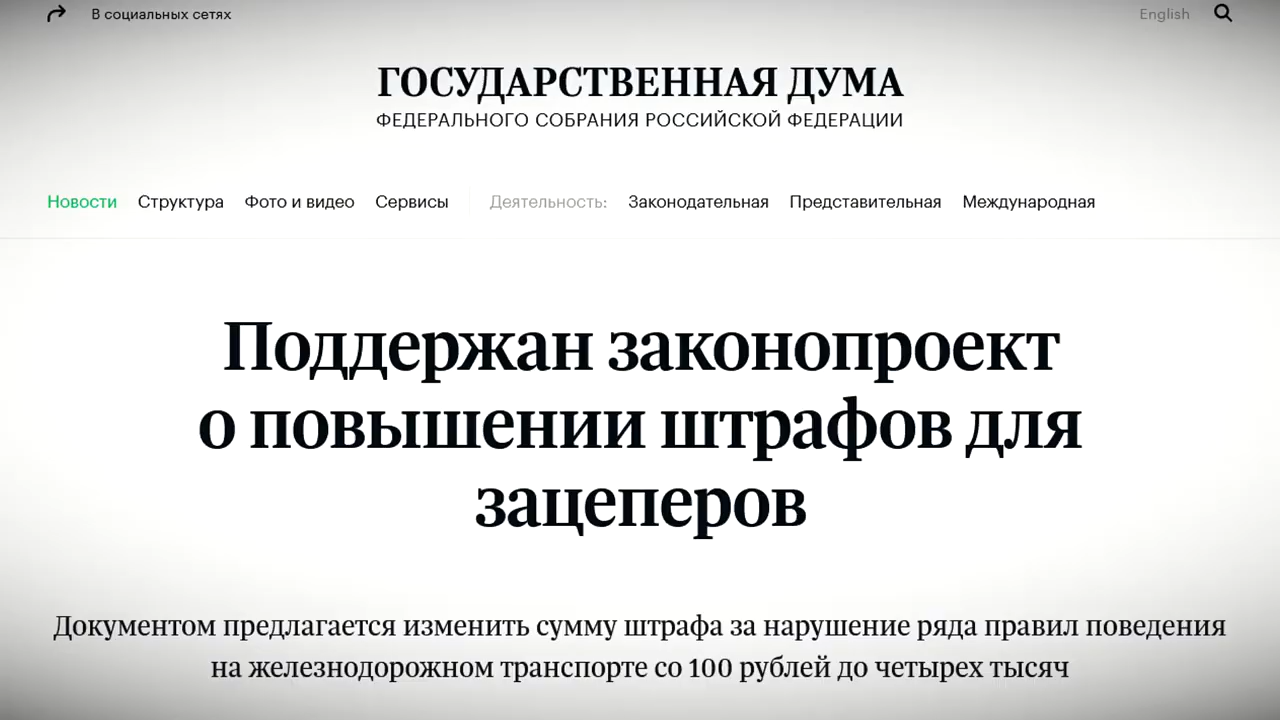 В социальных сетях
English
ГОСУДАРСТВЕННАЯ ДУМА
ФЕДЕРАЛЬНОГО СОБРАНИЯ РОССИЙСКОЙ ФЕДЕРАЦИИ
Новости Структура Фото и видео Сервисы Деятельность: Законодательная Представительная Международная
Поддержан законопроект
о повышении штрафов для
зацеперов
Документом предлагается изменить сумму штрафа за нарушение ряда правил поведения
на железнодорожном транспорте со 100 рублей до четырех тысяч